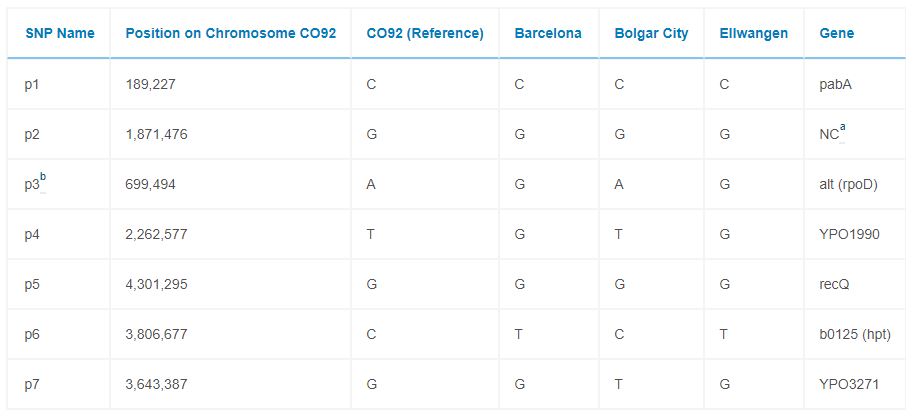 SNP Name Position on Chromosome CO92 CO92 (Reference) Barcelona Bolgar City Ellwangen Gene
p1 189,227 C C C C pabA
p2 1,871,476 G G G G NCa
p3b 699,494 A G A G alt (rpoD)
p4 2,262,577 T G T G YPO1990
p5 4,301,295 G G G G recQ
p6 3,806,677 C T C T b0125 (hpt)
p7 3,643,387 G G T G YPO3271